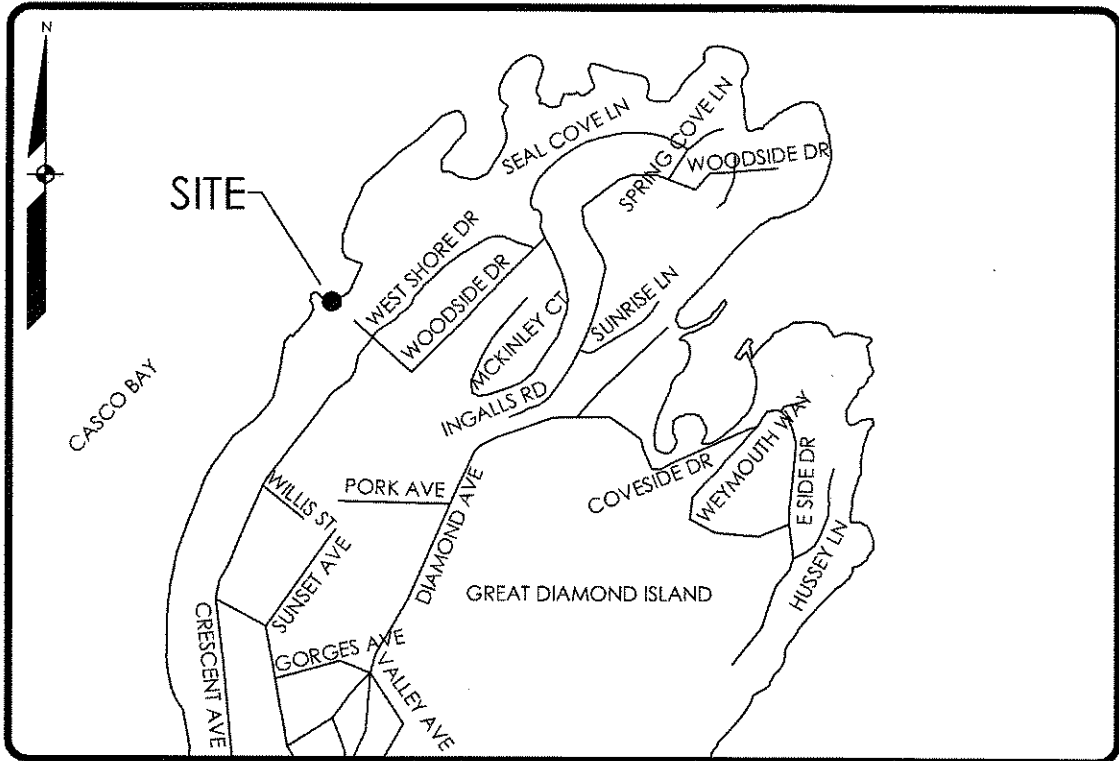 N
SEAL COVE LN
SPRING COVE LN
WOODSIDE DR
SITE
WEST SHORE DR
WOODSIDE DR
MCKINLEY CT
SUNRISE LN
INGALLS RD
CASCO BAY
WEYMOUTH WAY
COVESIDE DR
E SIDE DR
PORK AVE
WILLIS ST
DIAMOND AVE
SUNSET AVE
HUSSEY LN
GREAT DIAMOND ISLAND
CRESCENT AVE
GORGES AVE
VALLEY AVE